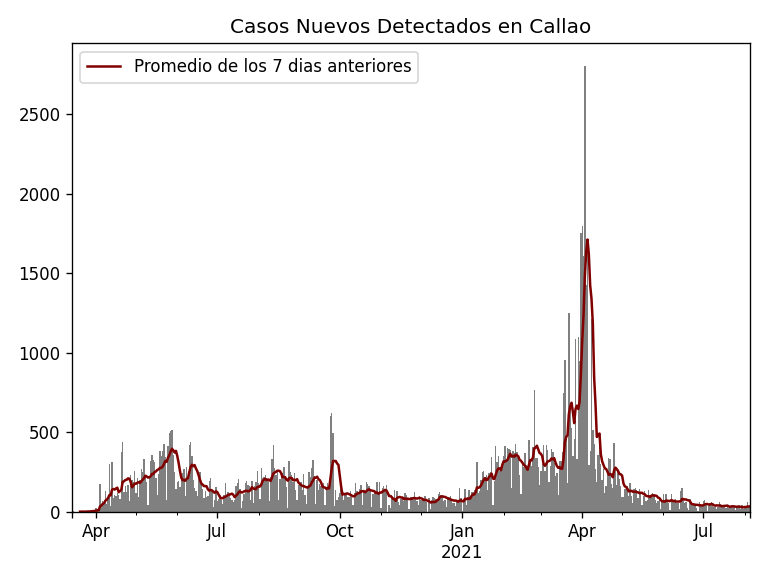 Casos Nuevos Detectados en Callao
Promedio de los 7 dias anteriores
2500
2000
1500
1000
500
0
Apr Jul Oct Jan Apr Jul
2021